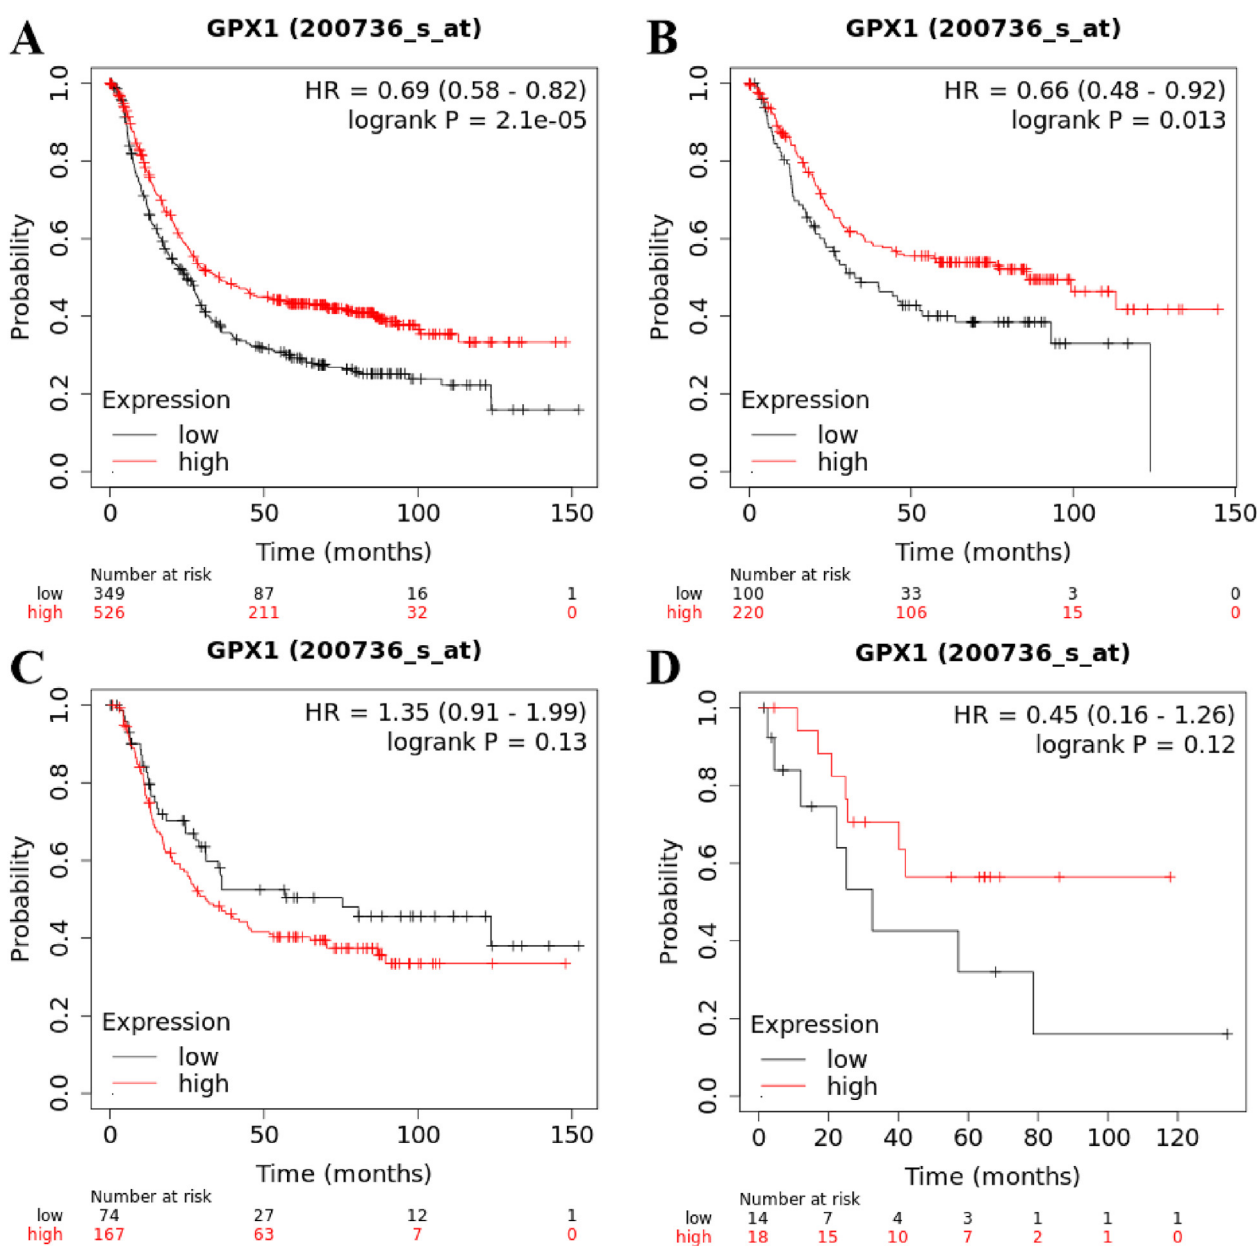 A
GPX1 (200736_s_at)
HR = 0.69 (0.58 - 0.82)
logrank P = 2.1e-05
Probability
1.0
0.8
0.6
0.4
0.2
0.0
Expression
low
high
0 50 100 150
Time (months)
Number at risk
low 349 87 16 1
high 526 211 32 0
B
GPX1 (200736_s_at)
HR = 0.66 (0.48 - 0.92)
logrank P = 0.013
Probability
1.0
0.8
0.6
0.4
0.2
0.0
Expression
low
high
0 50 100 150
Time (months)
Number at risk
low 100 33 3 0
high 220 106 15 0
C
GPX1 (200736_s_at)
HR = 1.35 (0.91 - 1.99)
logrank P = 0.13
Probability
1.0
0.8
0.6
0.4
0.2
0.0
Expression
low
high
0 50 100 150
Time (months)
Number at risk
low 74 27 12 1
high 167 63 7 0
D
GPX1 (200736_s_at)
HR = 0.45 (0.16 - 1.26)
logrank P = 0.12
Probability
1.0
0.8
0.6
0.4
0.2
0.0
Expression
low
high
0 20 40 60 80 100 120
Time (months)
Number at risk
low 14 7 4 3 1 1 1
high 18 15 10 7 2 1 0